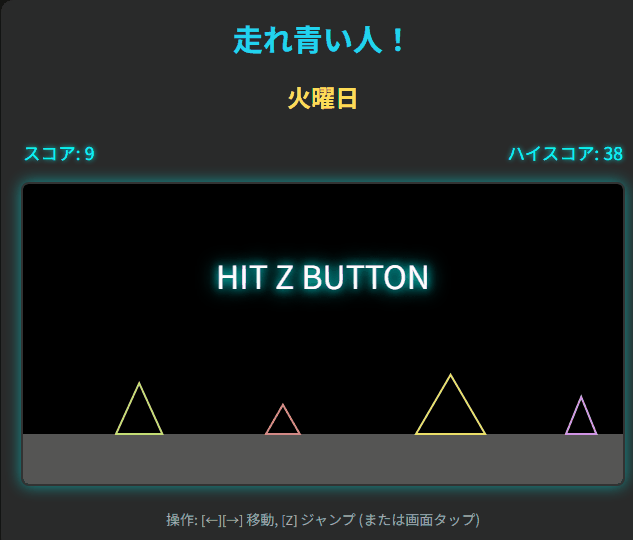 走れ青い人！
火曜日
スコア: 9
ハイスコア: 38
HIT Z BUTTON
操作: [←][→] 移動, [Z] ジャンプ (または画面タップ)